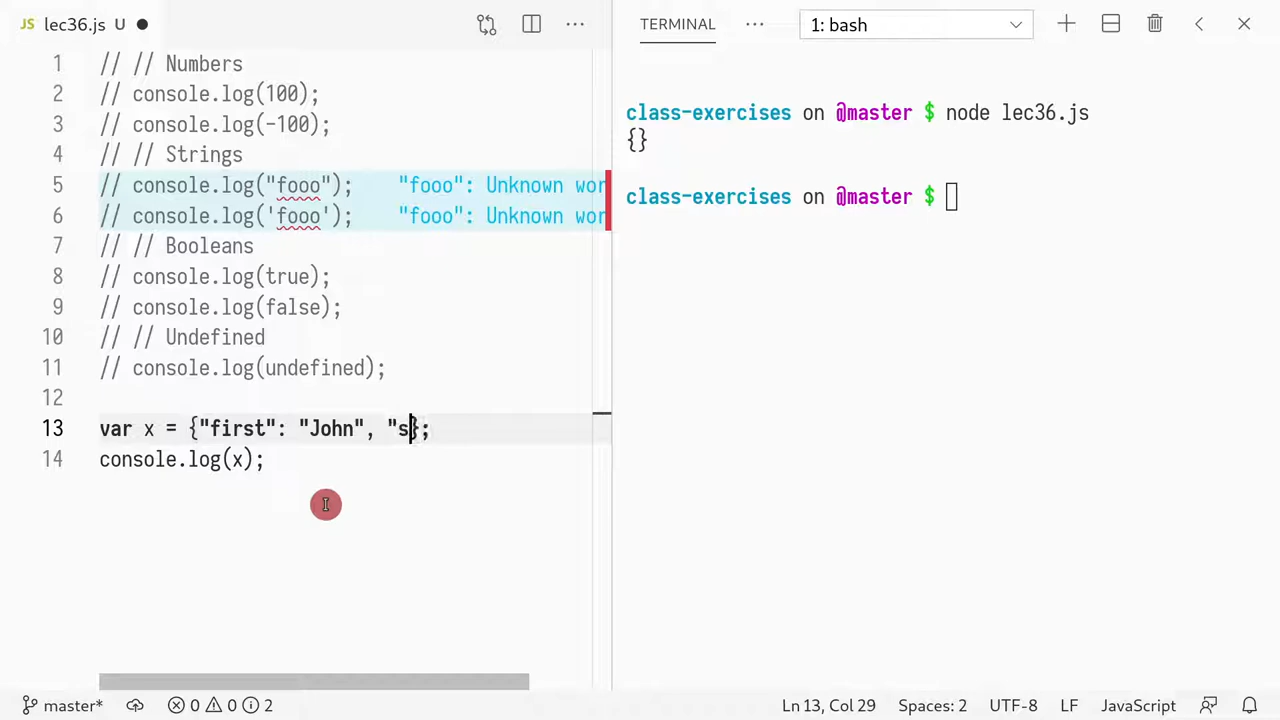 JS lec36.js U
TERMINAL
1: bash
1 // // Numbers
2 // console.log(100);
3 // console.log(-100);
4 // // Strings
5 // console.log("fooo"); "fooo": Unknown wor
6 // console.log('fooo'); "fooo": Unknown wor
7 // // Booleans
8 // console.log(true);
9 // console.log(false);
10 // // Undefined
11 // console.log(undefined);
12
13 var x = {"first": "John", "s};
14 console.log(x);
class-exercises on @master $ node lec36.js
{}
class-exercises on @master $
master* 0 0 2 Ln 13, Col 29 Spaces: 2 UTF-8 LF JavaScript